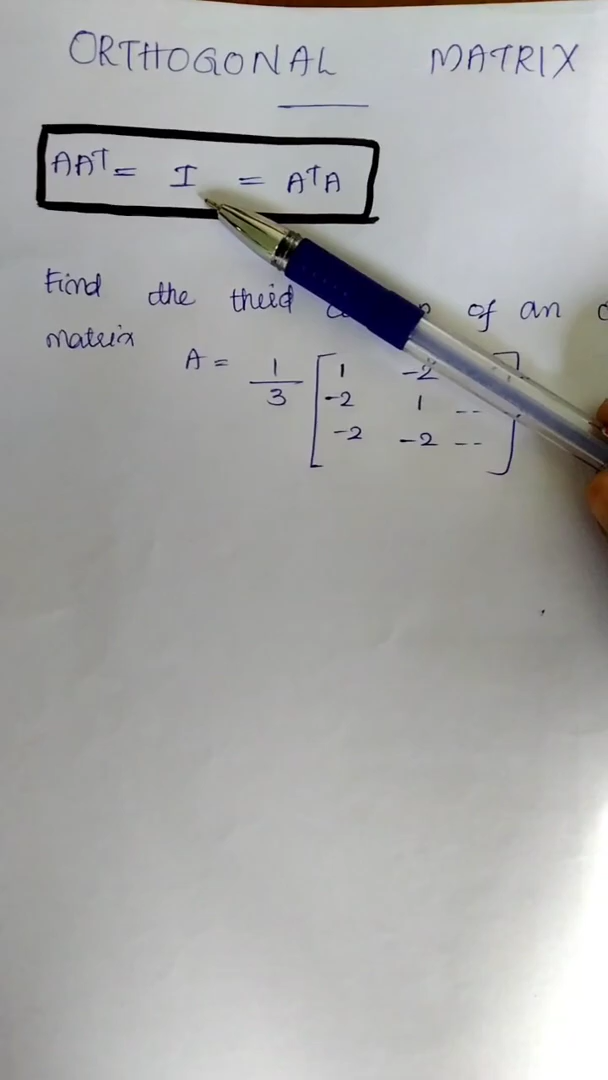 ORTHOGONAL MATRIX
AAᵀ = I = AᵀA
Find the third of an
matrix A = 1/3 [ 1 -2
-2 1 --
-2 -2 -- ]